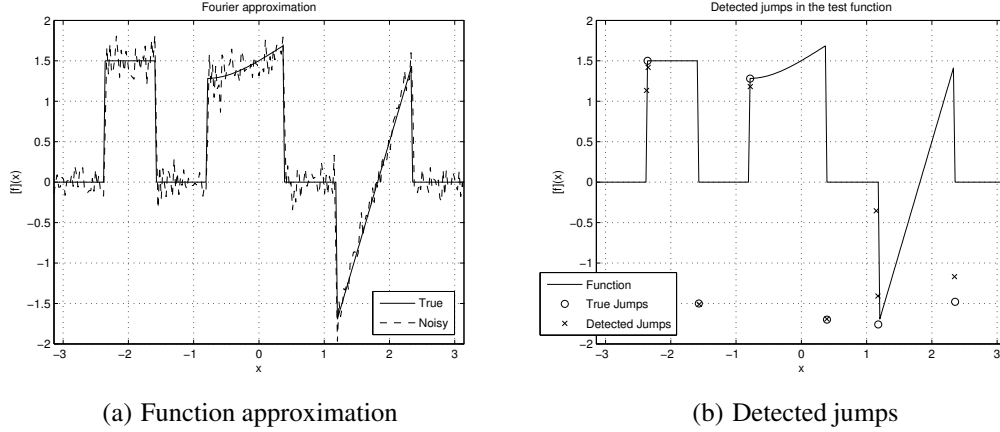 Fourier approximation
2
1.5
1
0.5
0
−0.5
−1
−1.5
−2
[f](x)
−3 −2 −1 0 1 2 3
x
True
Noisy
(a) Function approximation
Detected jumps in the test function
2
1.5
1
0.5
0
−0.5
−1
−1.5
−2
[f](x)
−3 −2 −1 0 1 2 3
x
Function
True Jumps
Detected Jumps
(b) Detected jumps